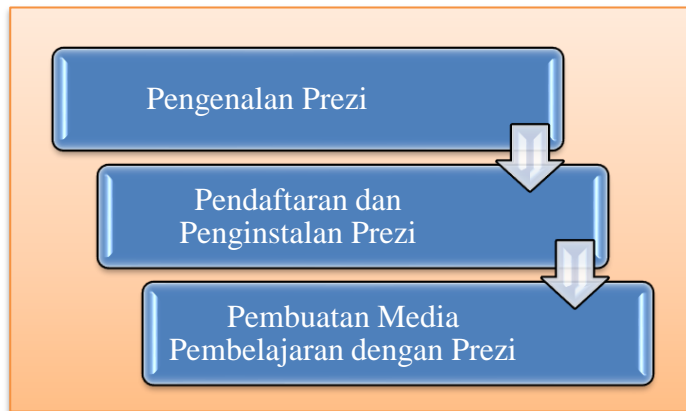 Pengenalan Prezi
Pendaftaran dan
Penginstalan Prezi
Pembuatan Media
Pembelajaran dengan Prezi